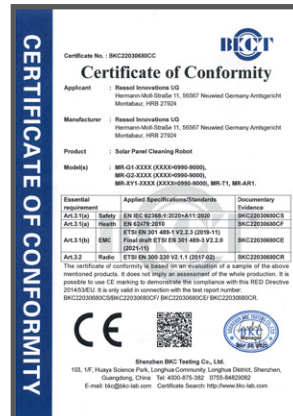 CERTIFICATE OF CONFORMITY
BKCT
Certificate No. : BKC22030680CC
Certificate of Conformity
Applicant : Ressol Innovations UG
Hermann-Moll-Straße 11, 56567 Neuwied Germany Amtsgericht
Montabaur, HRB 27924
Manufacturer : Ressol Innovations UG
Hermann-Moll-Straße 11, 56567 Neuwied Germany Amtsgericht
Montabaur, HRB 27924
Product : Solar Panel Cleaning Robot
Model(s) : MR-G1-XXXX (XXXX=0990-9000),
MR-G2-XXXX (XXXX=0990-9000),
MR-XY1-XXXX (XXXX=0990-9000), MR-T1, MR-AR1.
Essential requirement Applied Specifications/Standards Documentary Evidence
Art.3.1(a) Safety EN IEC 62368-1:2020+A11:2020 BKC22030680CS
Art.3.1(a) Health EN 62479:2010 BKC22030680CF
Art.3.1(b) EMC ETSI EN 301 489-1 V2.2.3 (2019-11)
Final draft ETSI EN 301 489-3 V2.2.0 (2021-11) BKC22030680CE
Art.3.2 Radio ETSI EN 300 330 V2.1.1 (2017-02) BKC22030680CR
The certificate of conformity is based on an evaluation of a sample of the above
mentioned products. It does not imply an assessment of the whole production. It is
possible to use CE marking to demonstrate the compliance with this RED Directive
2014/53/EU. It is only valid in connection with the test report number:
BKC22030680CS/BKC22030680CF/ BKC22030680CE/ BKC22030680CR.
CE
BKC
Shenzhen BKC Testing Co., Ltd.
103, 1/F, Huaya Science Park, Longhua Community, Longhua District, Shenzhen,
Guangdong, China Tel: 4000-875-382 0755-94829082
E-mail: bkc@bkc-lab.com Certificate Search: http://www.bkc-lab.com